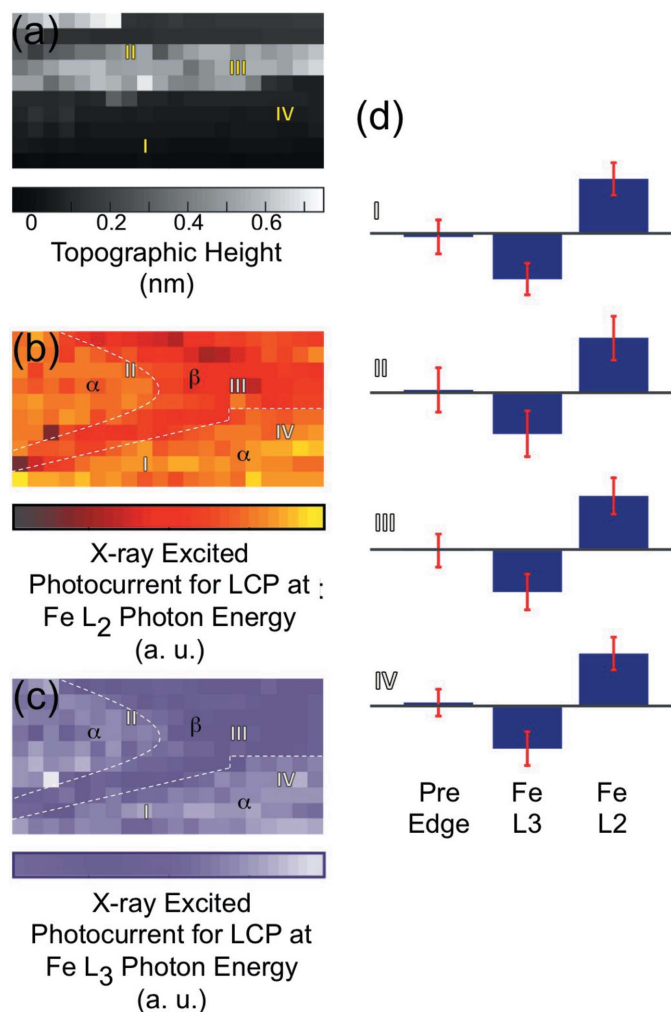 (a)
II
III
IV
I
0 0.2 0.4 0.6
Topographic Height
(nm)
(b)
II
α
β
III
IV
I
α
X-ray Excited
Photocurrent for LCP at :
Fe L2 Photon Energy
(a. u.)
(c)
II
α
β
III
IV
I
α
X-ray Excited
Photocurrent for LCP at
Fe L3 Photon Energy
(a. u.)
(d)
I
II
III
IV
Pre Fe Fe
Edge L3 L2